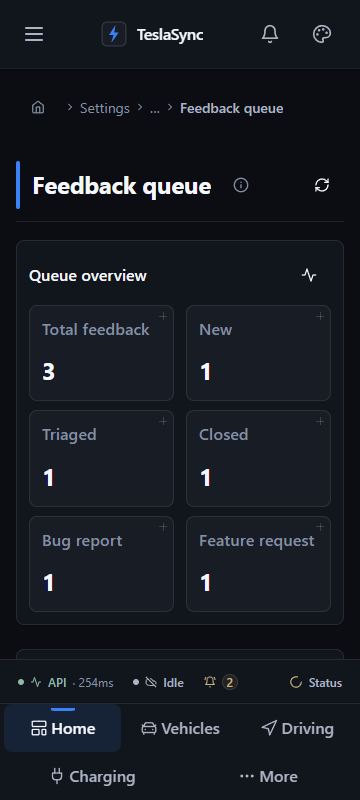 TeslaSync
Settings ... Feedback queue
Feedback queue
Queue overview
Total feedback
3
New
1
Triaged
1
Closed
1
Bug report
1
Feature request
1
API · 254ms Idle 2 Status
Home Vehicles Driving
Charging More